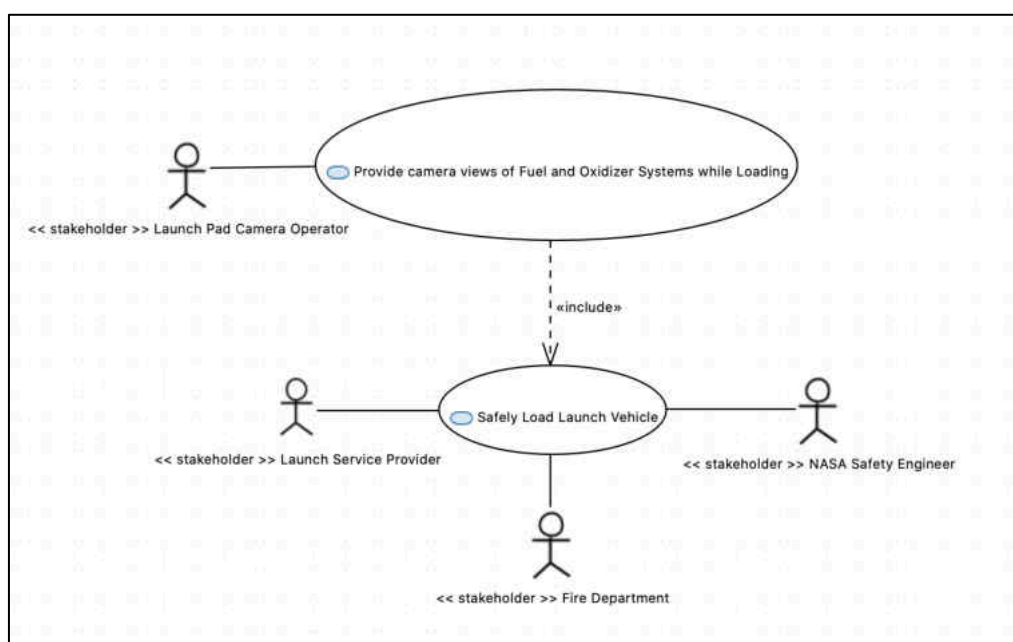 Provide camera views of Fuel and Oxidizer Systems while Loading
<< stakeholder >> Launch Pad Camera Operator
«include»
Safely Load Launch Vehicle
<< stakeholder >> Launch Service Provider
<< stakeholder >> NASA Safety Engineer
<< stakeholder >> Fire Department